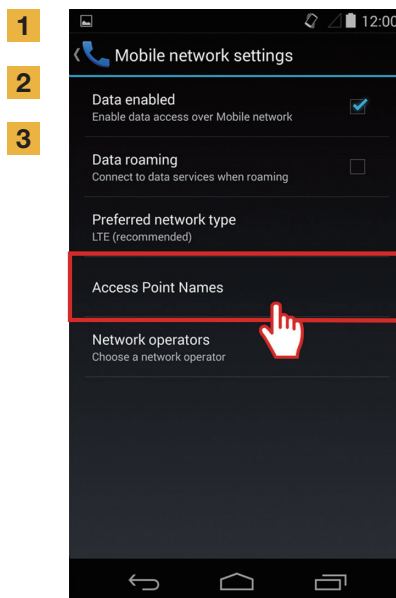 1
2
3
12:00
Mobile network settings
Data enabled
Enable data access over Mobile network
Data roaming
Connect to data services when roaming
Preferred network type
LTE (recommended)
Access Point Names
Network operators
Choose a network operator